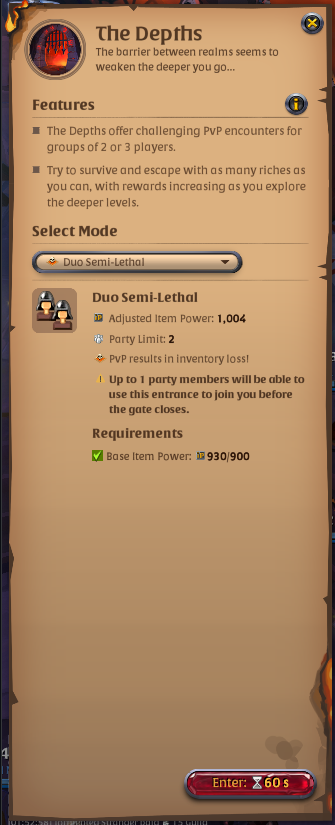 The Depths
The barrier between realms seems to
weaken the deeper you go...
Features
The Depths offer challenging PvP encounters for
groups of 2 or 3 players.
Try to survive and escape with as many riches as
you can, with rewards increasing as you explore
the deeper levels.
Select Mode
Duo Semi-Lethal
Duo Semi-Lethal
Adjusted Item Power: 1,004
Party Limit: 2
PvP results in inventory loss!
Up to 1 party members will be able to
use this entrance to join you before
the gate closes.
Requirements
Base Item Power: 930/900
4
Enter: 60 s